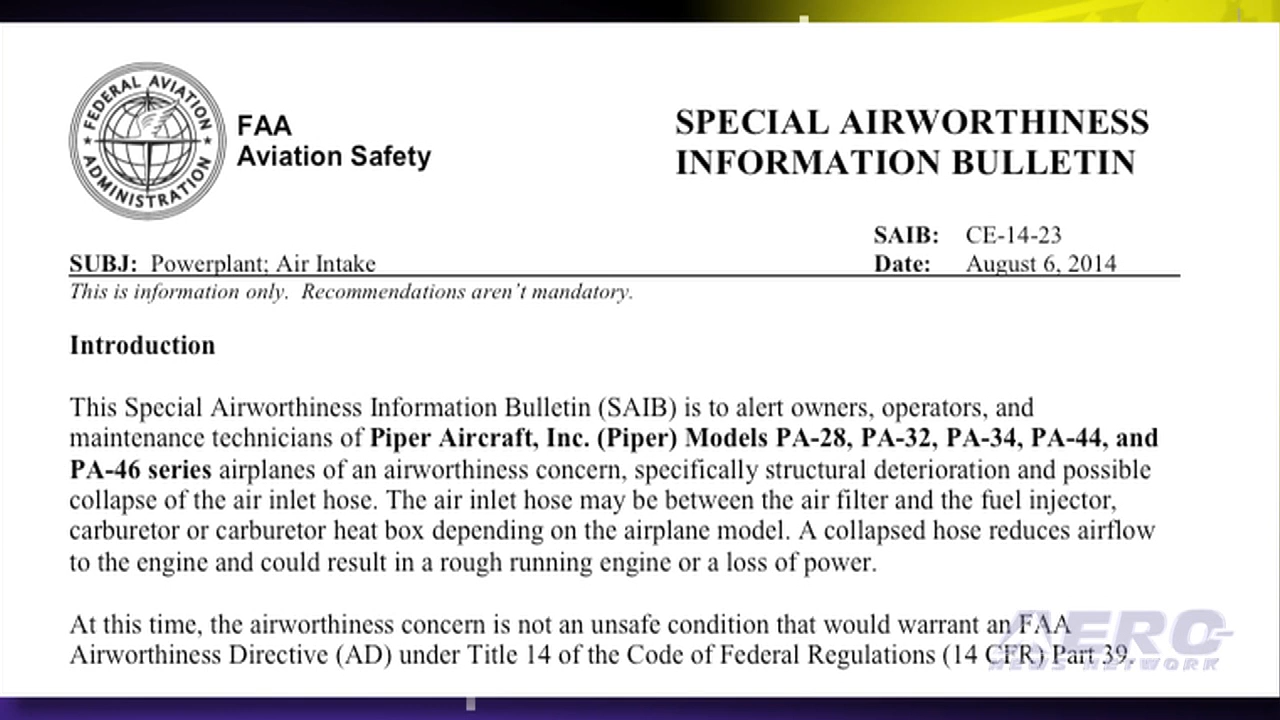 FEDERAL AVIATION
ADMINISTRATION
FAA
Aviation Safety
SPECIAL AIRWORTHINESS
INFORMATION BULLETIN
SAIB: CE-14-23
SUBJ: Powerplant; Air Intake
Date: August 6, 2014
This is information only. Recommendations aren't mandatory.
Introduction
This Special Airworthiness Information Bulletin (SAIB) is to alert owners, operators, and
maintenance technicians of Piper Aircraft, Inc. (Piper) Models PA-28, PA-32, PA-34, PA-44, and
PA-46 series airplanes of an airworthiness concern, specifically structural deterioration and possible
collapse of the air inlet hose. The air inlet hose may be between the air filter and the fuel injector,
carburetor or carburetor heat box depending on the airplane model. A collapsed hose reduces airflow
to the engine and could result in a rough running engine or a loss of power.
At this time, the airworthiness concern is not an unsafe condition that would warrant an FAA
Airworthiness Directive (AD) under Title 14 of the Code of Federal Regulations (14 CFR) Part 39.
AERO
NEWS NETWORK